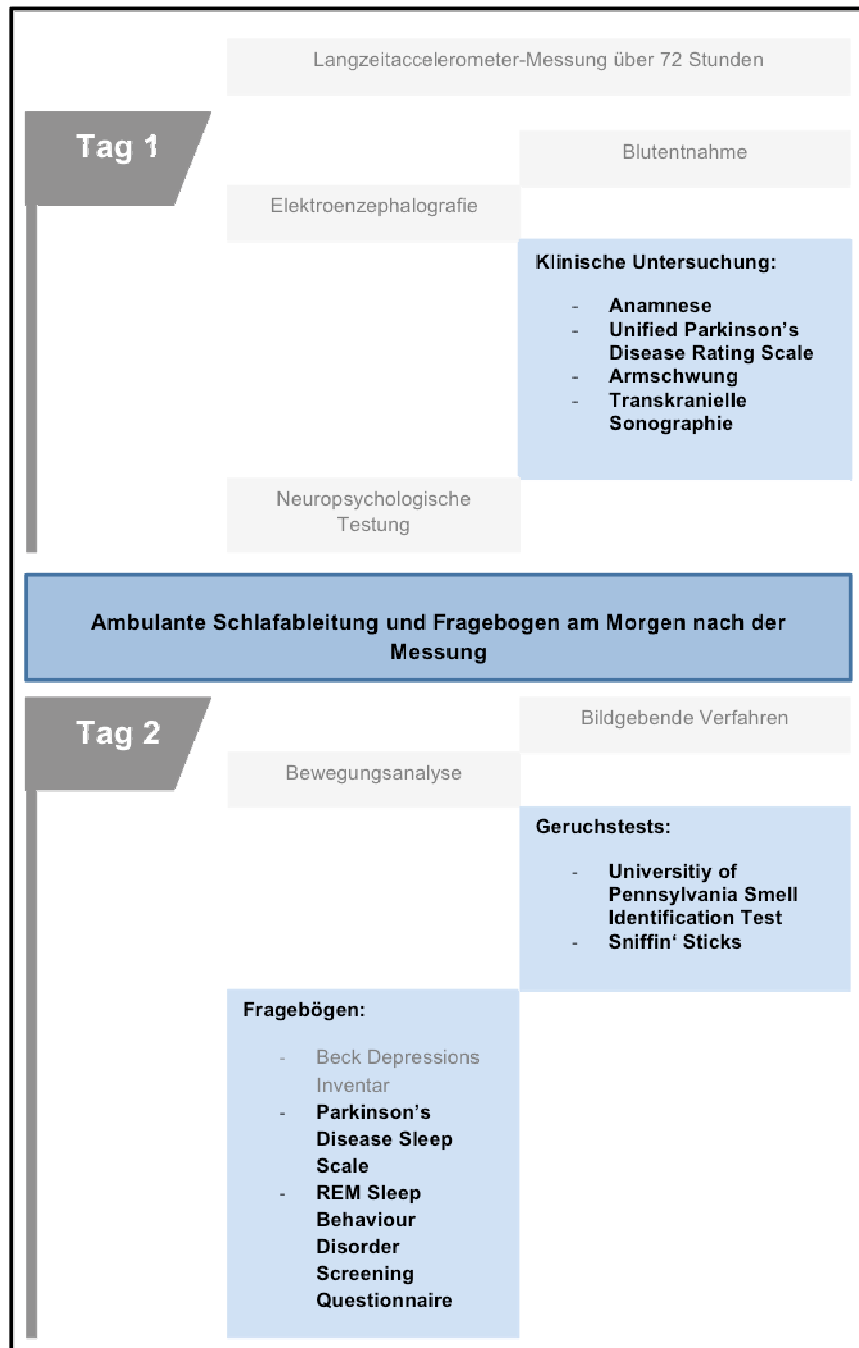 Langzeitaccelerometer-Messung über 72 Stunden
Tag 1
Blutentnahme
Elektroenzephalografie
Klinische Untersuchung:
- Anamnese
- Unified Parkinson's
Disease Rating Scale
- Armschwung
- Transkranielle
Sonographie
Neuropsychologische
Testung
Ambulante Schlafableitung und Fragebogen am Morgen nach der
Messung
Tag 2
Bildgebende Verfahren
Bewegungsanalyse
Geruchstests:
- Universitiy of
Pennsylvania Smell
Identification Test
- Sniffin‘ Sticks
Fragebögen:
- Beck Depressions
Inventar
- Parkinson's
Disease Sleep
Scale
- REM Sleep
Behaviour
Disorder
Screening
Questionnaire